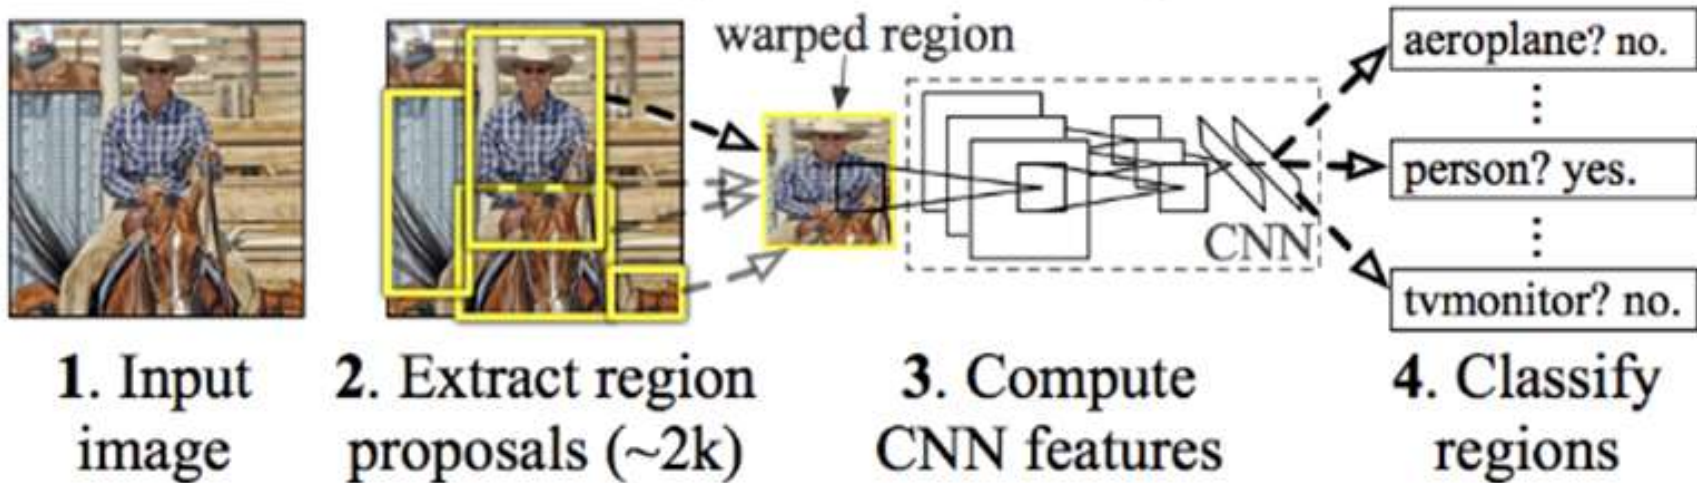 warped region
aeroplane? no.
person? yes.
CNN
tvmonitor? no.
1. Input
image
2. Extract region
proposals (~2k)
3. Compute
CNN features
4. Classify
regions